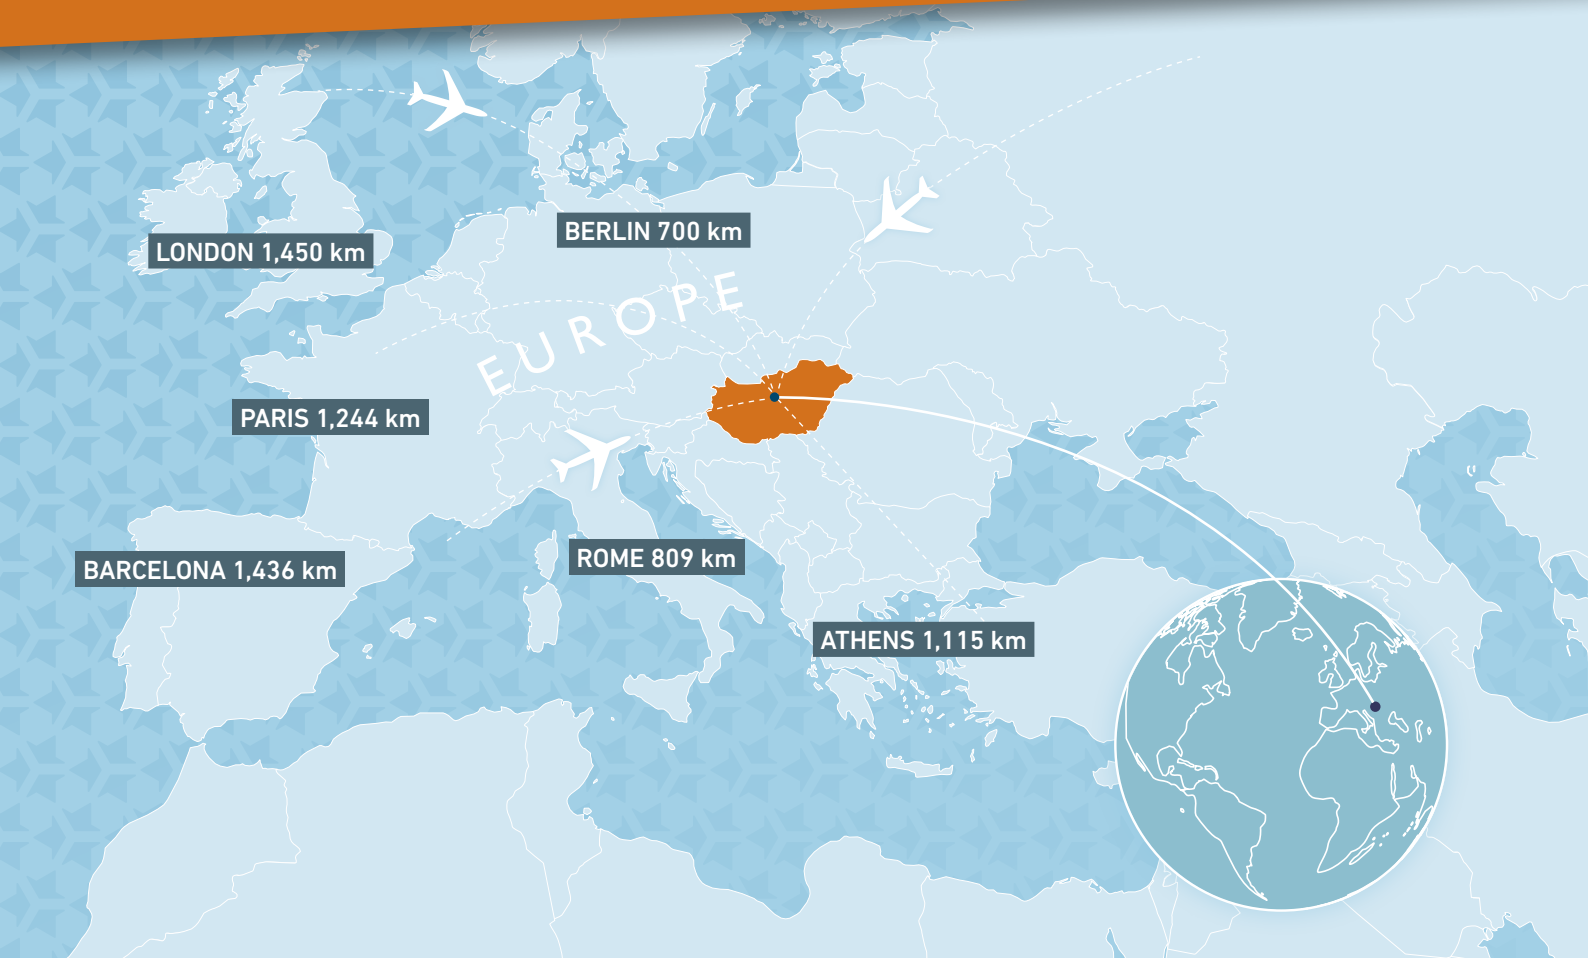 BERLIN 700 km
LONDON 1,450 km
EUROPE
PARIS 1,244 km
ROME 809 km
BARCELONA 1,436 km
ATHENS 1,115 km